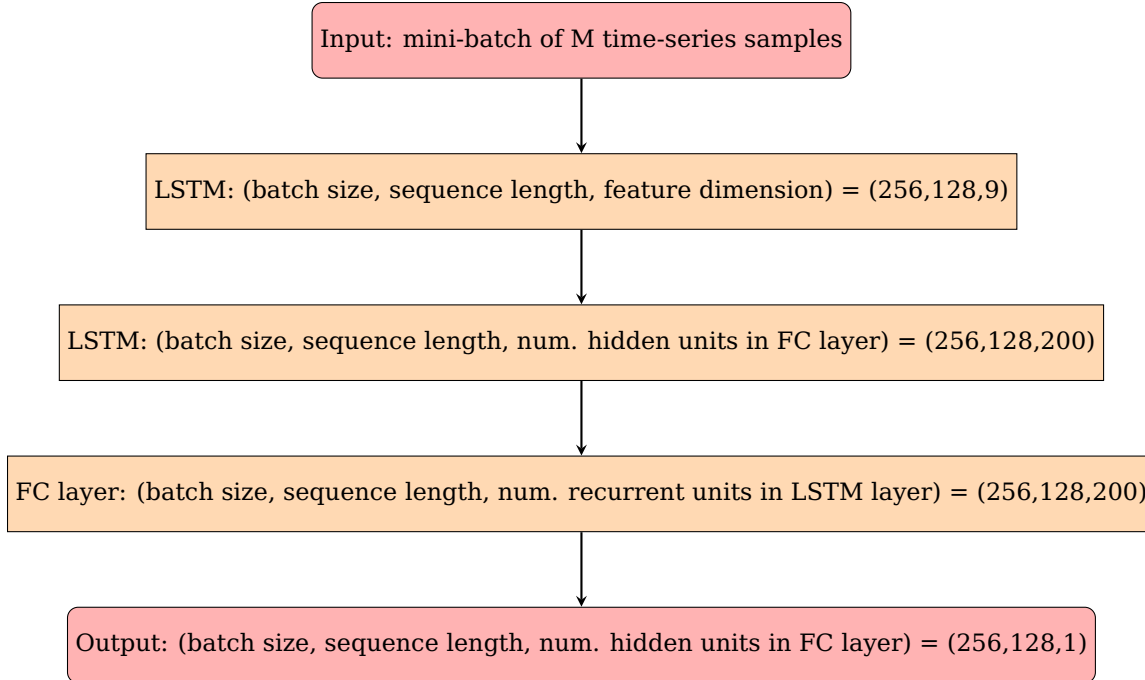 Input: mini-batch of M time-series samples
LSTM: (batch size, sequence length, feature dimension) = (256,128,9)
LSTM: (batch size, sequence length, num. hidden units in FC layer) = (256,128,200)
FC layer: (batch size, sequence length, num. recurrent units in LSTM layer) = (256,128,200)
Output: (batch size, sequence length, num. hidden units in FC layer) = (256,128,1)